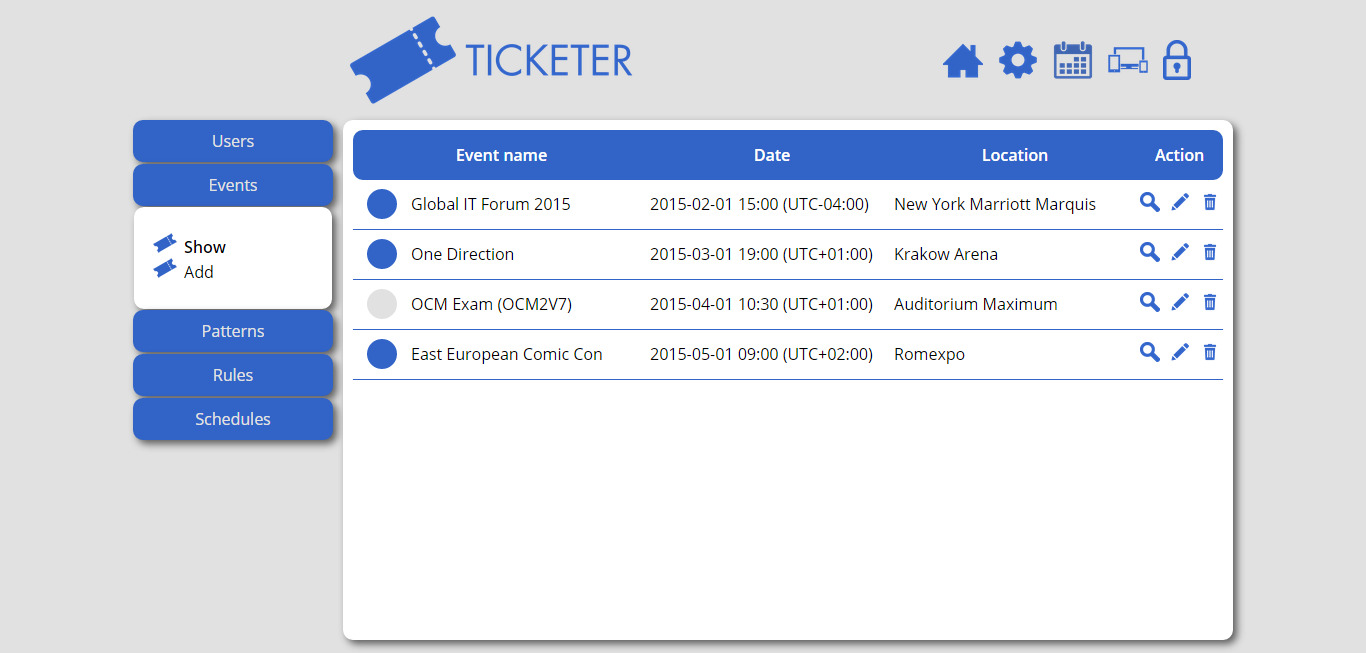 TICKETER
Users
Events
Show
Add
Patterns
Rules
Schedules
Event name Date Location Action
Global IT Forum 2015 2015-02-01 15:00 (UTC-04:00) New York Marriott Marquis
One Direction 2015-03-01 19:00 (UTC+01:00) Krakow Arena
OCM Exam (OCM2V7) 2015-04-01 10:30 (UTC+01:00) Auditorium Maximum
East European Comic Con 2015-05-01 09:00 (UTC+02:00) Romexpo